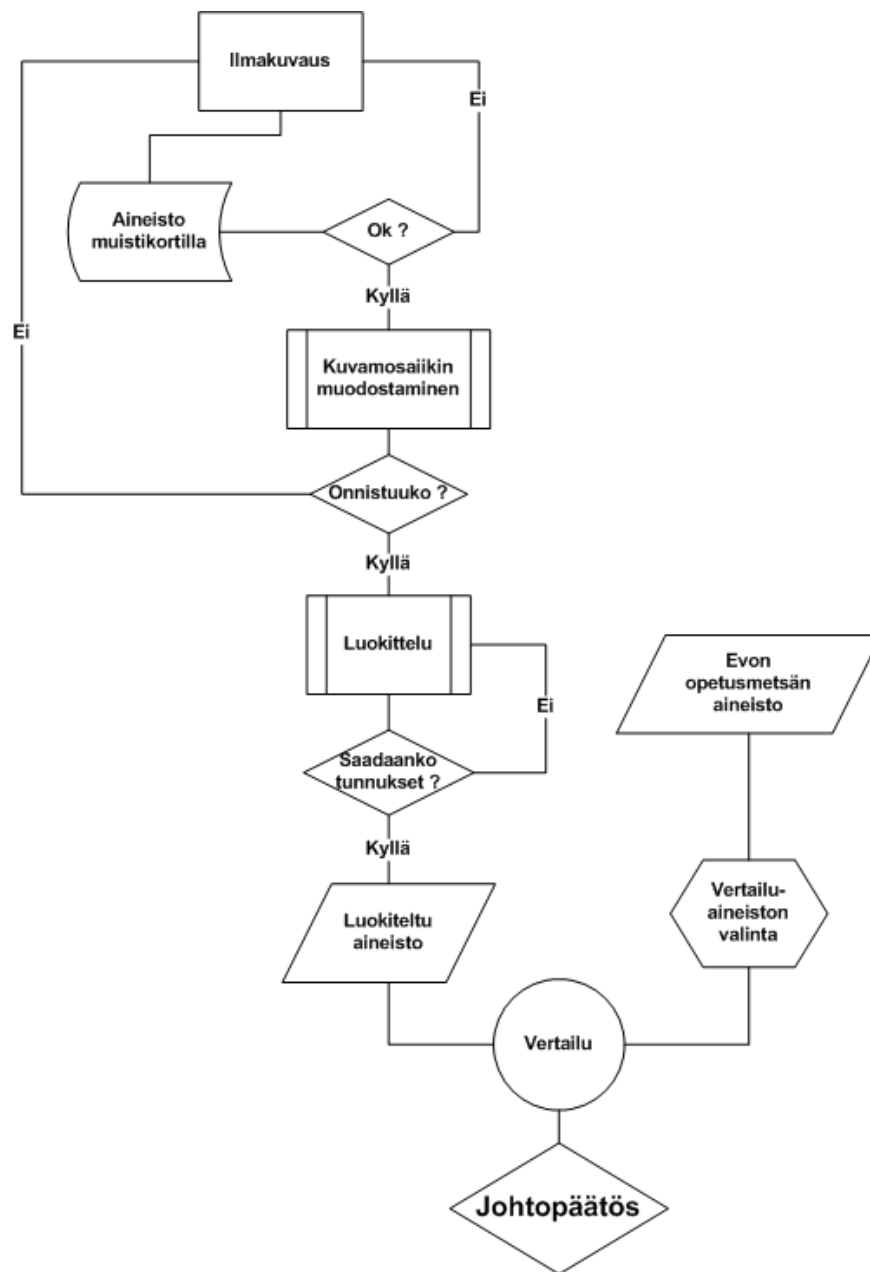 Ilmakuvaus
Ei
Aineisto
muistikortilla
Ok ?
Kyllä
Ei
Kuvamosaiikin
muodostaminen
Onnistuuko ?
Kyllä
Luokittelu
Ei
Saadaanko
tunnukset ?
Kyllä
Luokiteltu
aineisto
Evon
opetusmetsän
aineisto
Vertailu-
aineiston
valinta
Vertailu
Johtopäätös